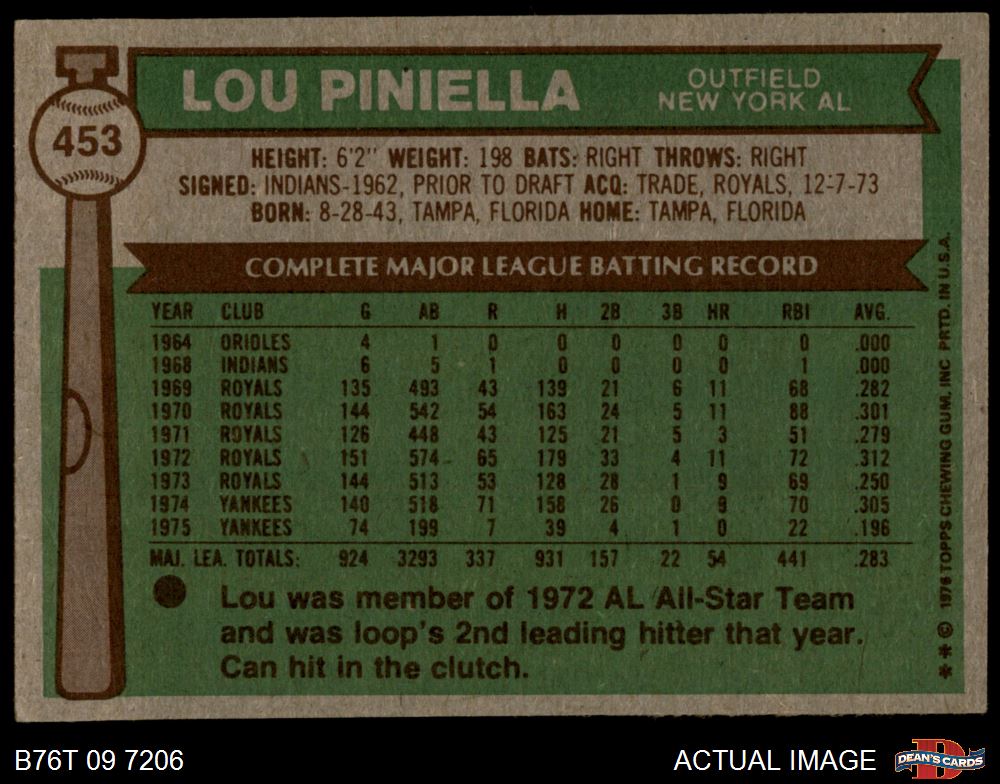 453
LOU PINIELLA
OUTFIELD
NEW YORK AL
HEIGHT: 6'2" WEIGHT: 198 BATS: RIGHT THROWS: RIGHT
SIGNED: INDIANS-1962, PRIOR TO DRAFT ACQ: TRADE, ROYALS, 12-7-73
BORN: 8-28-43, TAMPA, FLORIDA HOME: TAMPA, FLORIDA
COMPLETE MAJOR LEAGUE BATTING RECORD
YEAR CLUB G AB R H 2B 3B HR RBI AVG.
1964 ORIOLES 4 1 0 0 0 0 0 0 .000
1968 INDIANS 6 5 1 0 0 0 0 1 .000
1969 ROYALS 135 493 43 139 21 6 11 68 .282
1970 ROYALS 144 542 54 163 24 5 11 88 .301
1971 ROYALS 126 448 43 125 21 5 3 51 .279
1972 ROYALS 151 574 65 179 33 4 11 72 .312
1973 ROYALS 144 513 53 128 28 1 9 69 .250
1974 YANKEES 140 518 71 158 26 0 9 70 .305
1975 YANKEES 74 199 7 39 4 1 0 22 .196
MAJ. LEA. TOTALS: 924 3293 337 931 157 22 54 441 .283
Lou was member of 1972 AL All-Star Team
and was loop's 2nd leading hitter that year.
Can hit in the clutch.
* * © 1976 TOPPS CHEWING GUM, INC PRTD. IN U.S.A.
B76T 09 7206
ACTUAL IMAGE
D
DEAN'S CARDS